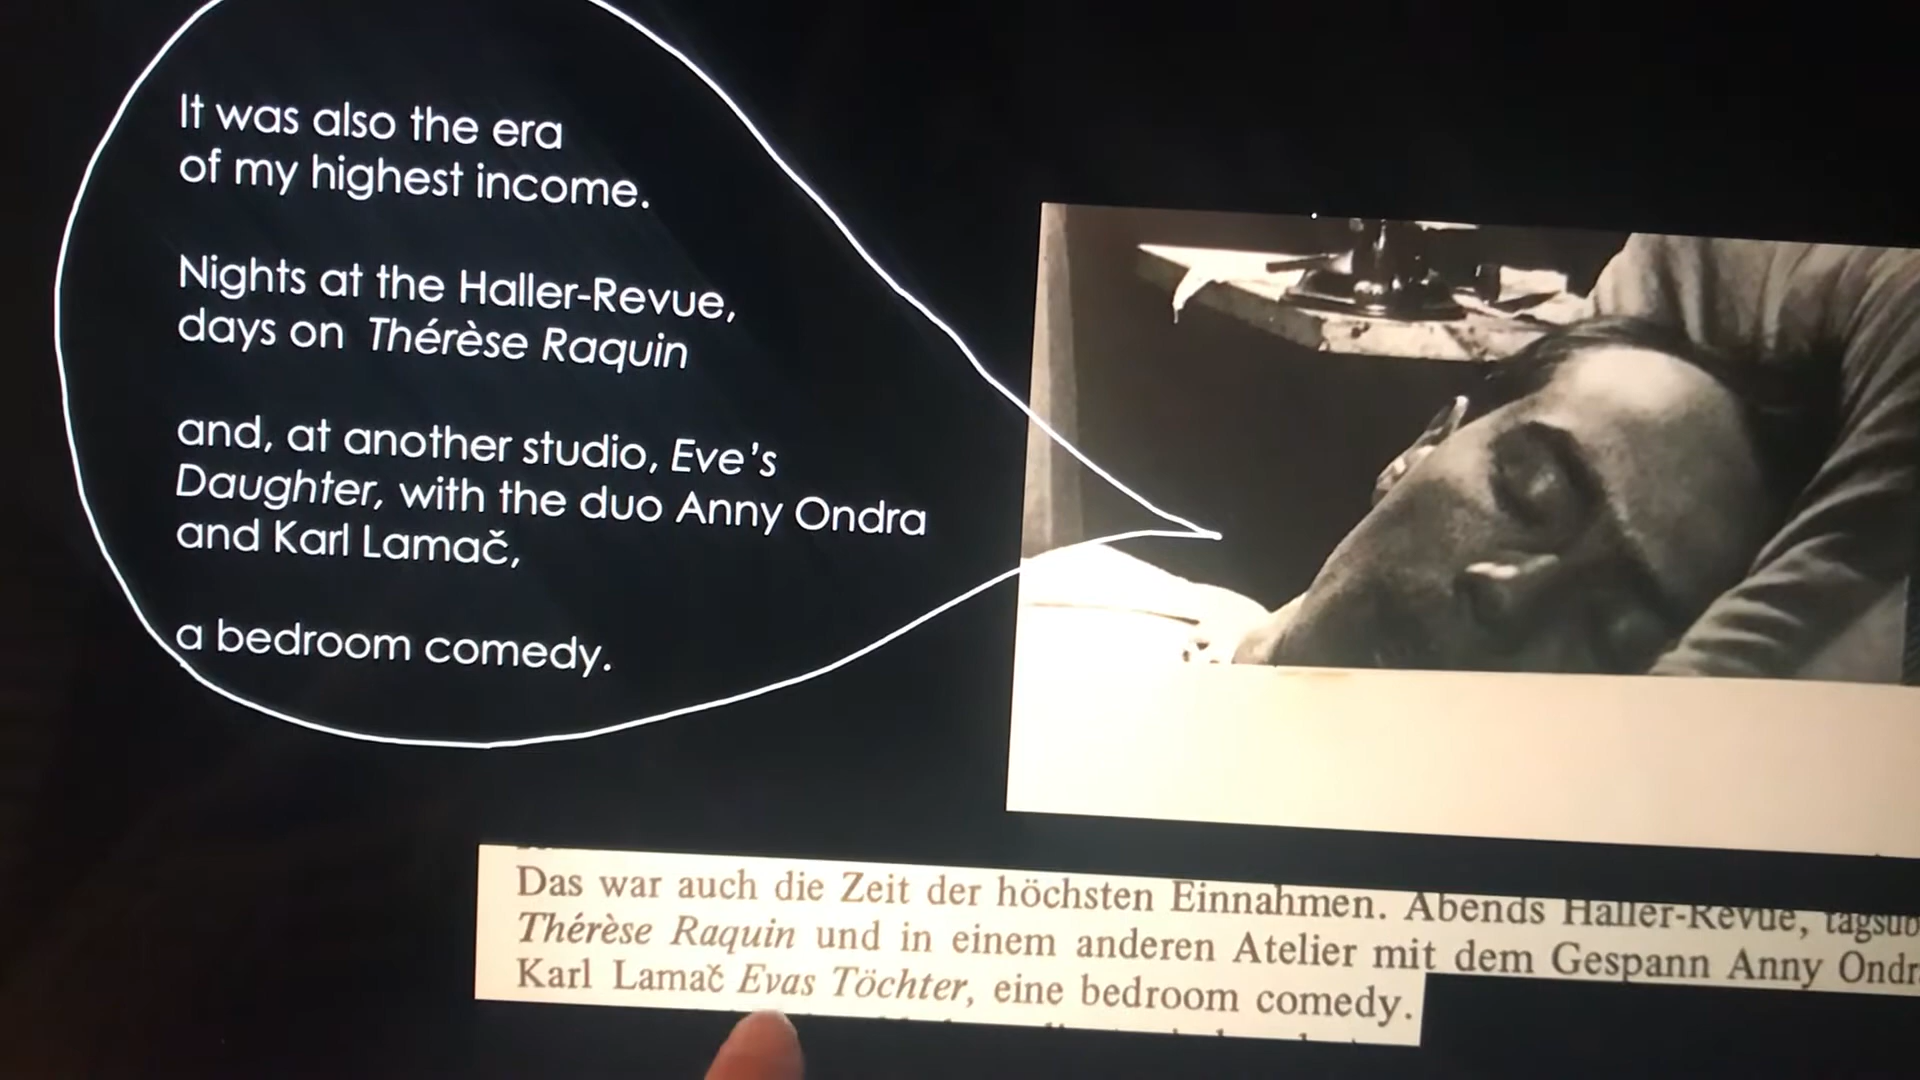 It was also the era
of my highest income.
Nights at the Haller-Revue,
days on Thérèse Raquin
and, at another studio, Eve's
Daughter, with the duo Anny Ondra
and Karl Lamač,
a bedroom comedy.
Das war auch die Zeit der höchsten Einnahmen. Abends Haller-Revue,
Thérèse Raquin und in einem anderen Atelier mit dem Gespann Anny
Karl Lamač Evas Töchter, eine bedroom comedy.